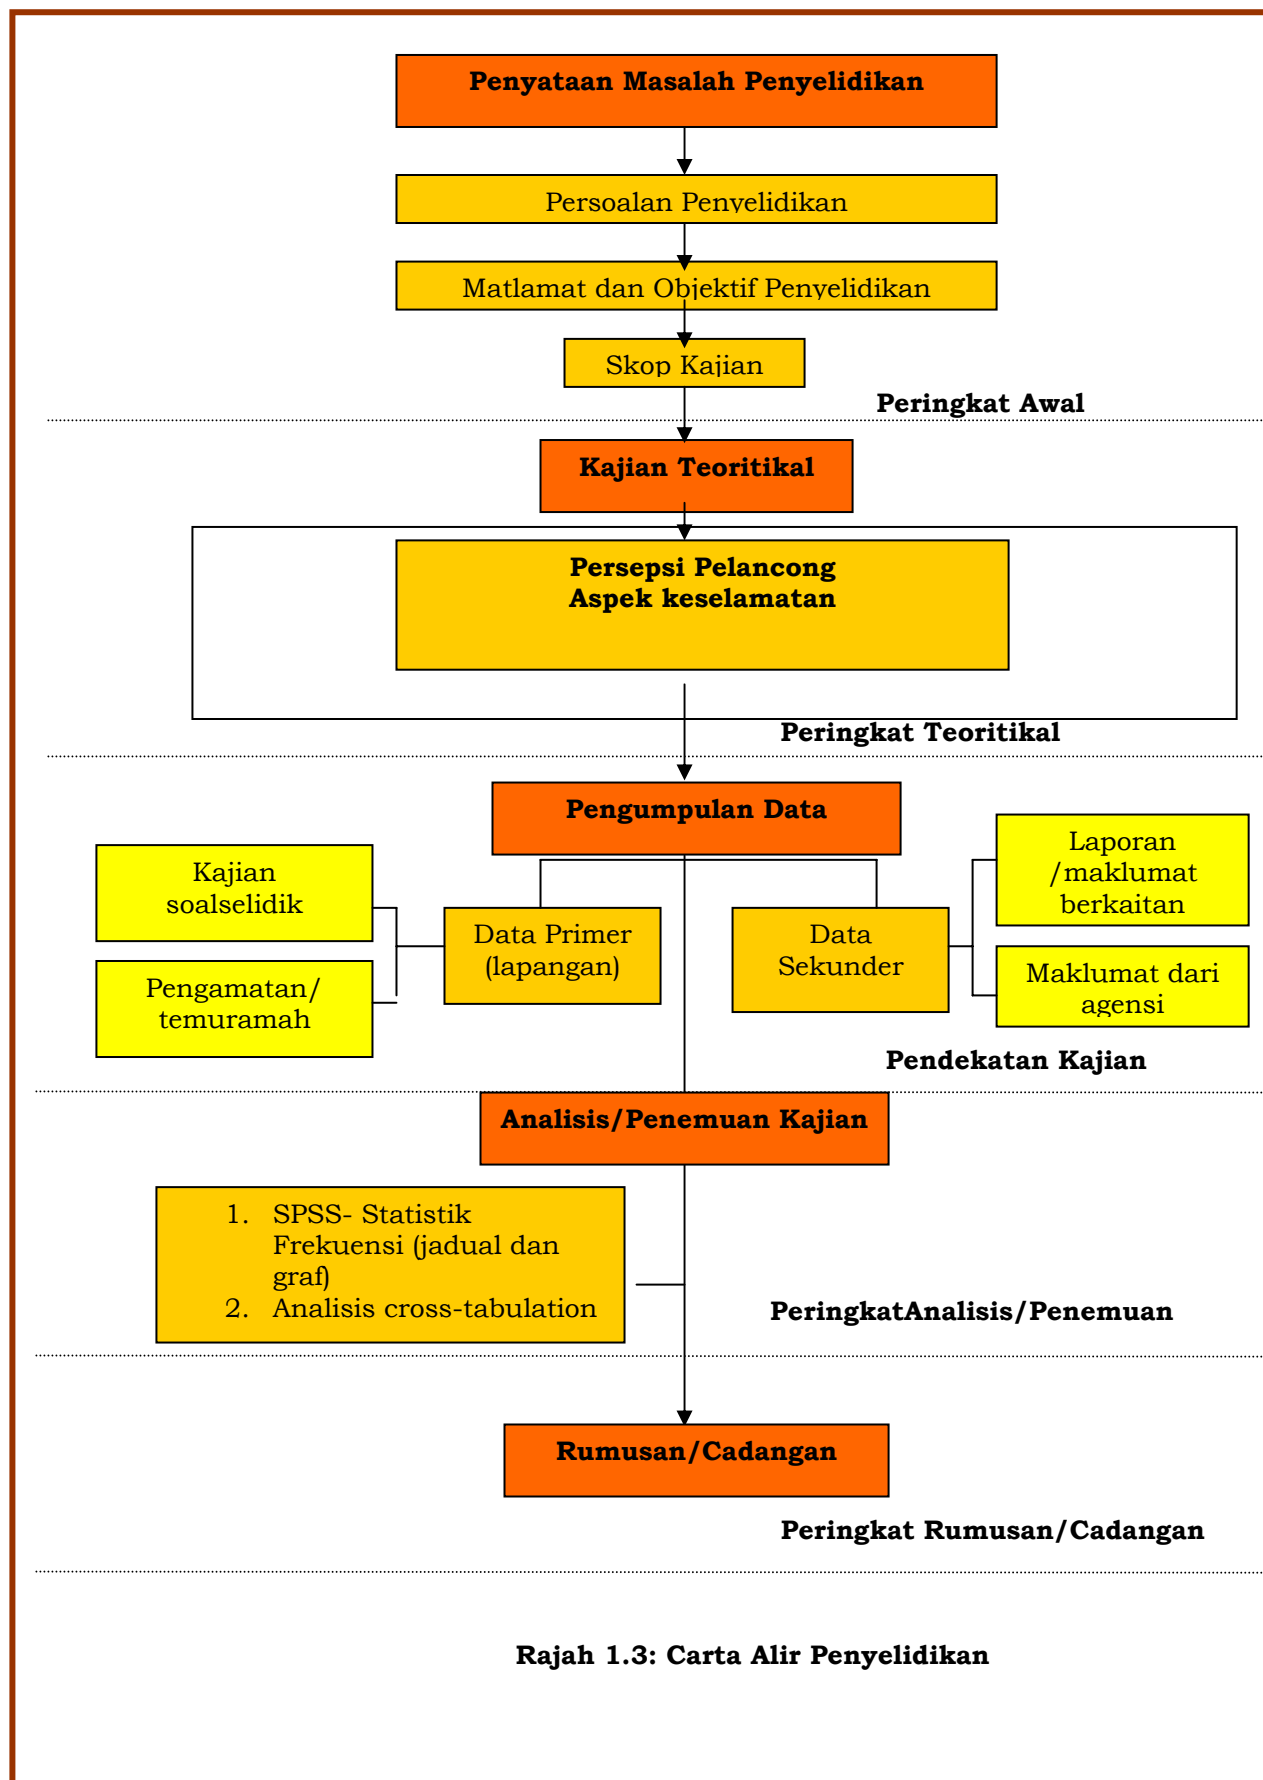 Penyataan Masalah Penyelidikan
Persoalan Penyelidikan
Matlamat dan Objektif Penyelidikan
Skop Kajian
Peringkat Awal
Kajian Teoritikal
Persepsi Pelancong
Aspek keselamatan
Peringkat Teoritikal
Pengumpulan Data
Kajian
soalselidik
Pengamatan/
temuramah
Data Primer
(lapangan)
Data
Sekunder
Laporan
/maklumat
berkaitan
Maklumat dari
agensi
Pendekatan Kajian
Analisis/Penemuan Kajian
1. SPSS- Statistik
Frekuensi (jadual dan
graf)
2. Analisis cross-tabulation
PeringkatAnalisis/Penemuan
Rumusan/Cadangan
Peringkat Rumusan/Cadangan
Rajah 1.3: Carta Alir Penyelidikan